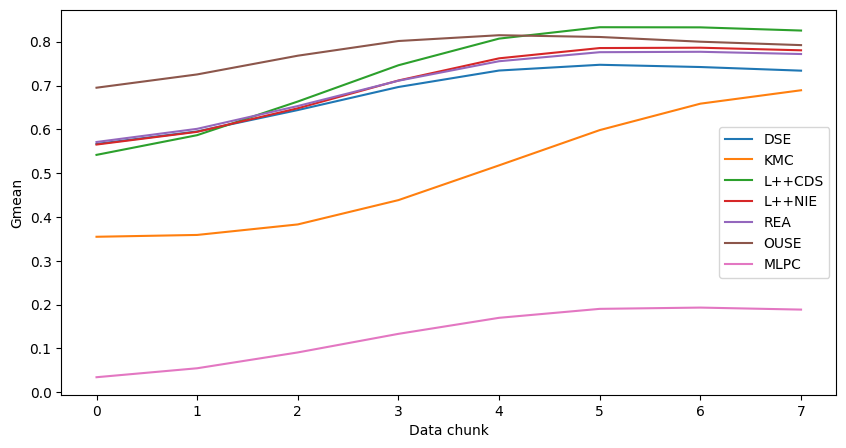 Gmean
0.8
0.7
0.6
0.5
0.4
0.3
0.2
0.1
0.0
DSE
KMC
L++CDS
L++NIE
REA
OUSE
MLPC
0 1 2 3 4 5 6 7
Data chunk